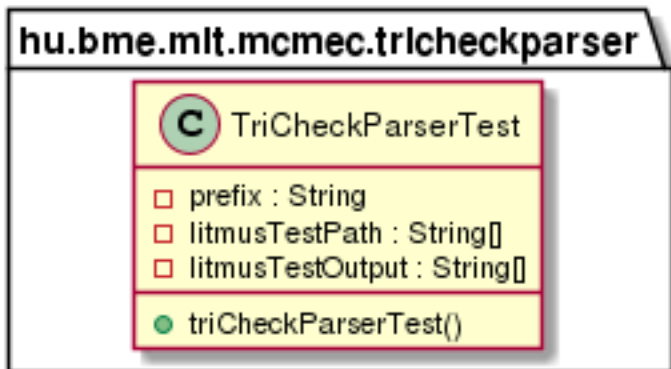 hu.bme.mit.mcmec.tricheckparser
C TriCheckParserTest
prefix : String
litmusTestPath : String[]
litmusTestOutput : String[]
triCheckParserTest()